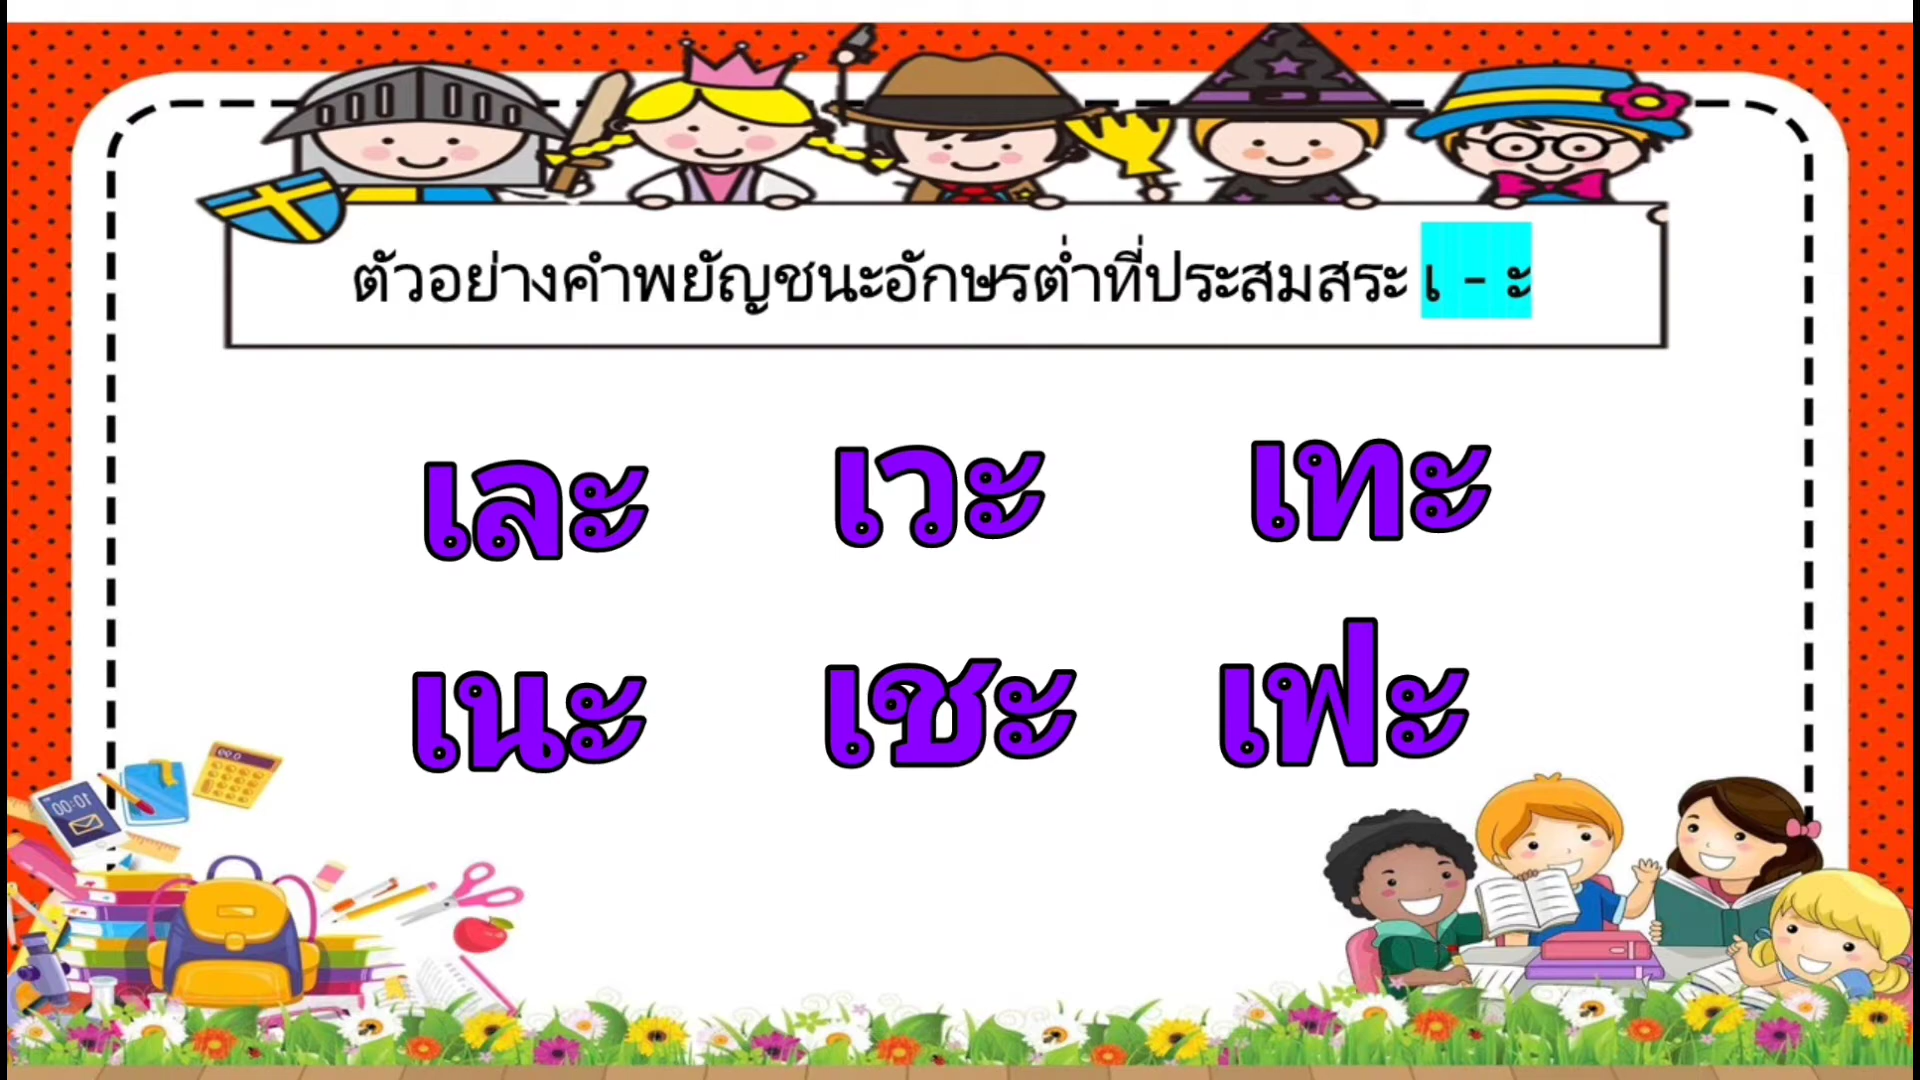 ตัวอย่างคำพยัญชนะอักษรต่ำที่ประสมสระ เ - ะ
เละ เวะ เทะ
เนะ เชะ เฟะ